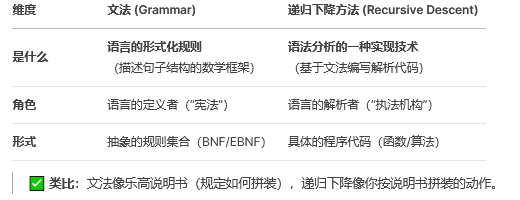 维度 文法 (Grammar) 递归下降方法 (Recursive Descent)
是什么 语言的形式化规则 语法分析的一种实现技术
（描述句子结构的数学框架） （基于文法编写解析代码）
角色 语言的定义者（“宪法”） 语言的解析者（“执法机构”）
形式 抽象的规则集合（BNF/EBNF） 具体的程序代码（函数/算法）
✅ 类比：文法像乐高说明书（规定如何拼装），递归下降像你按说明书拼装的动作。